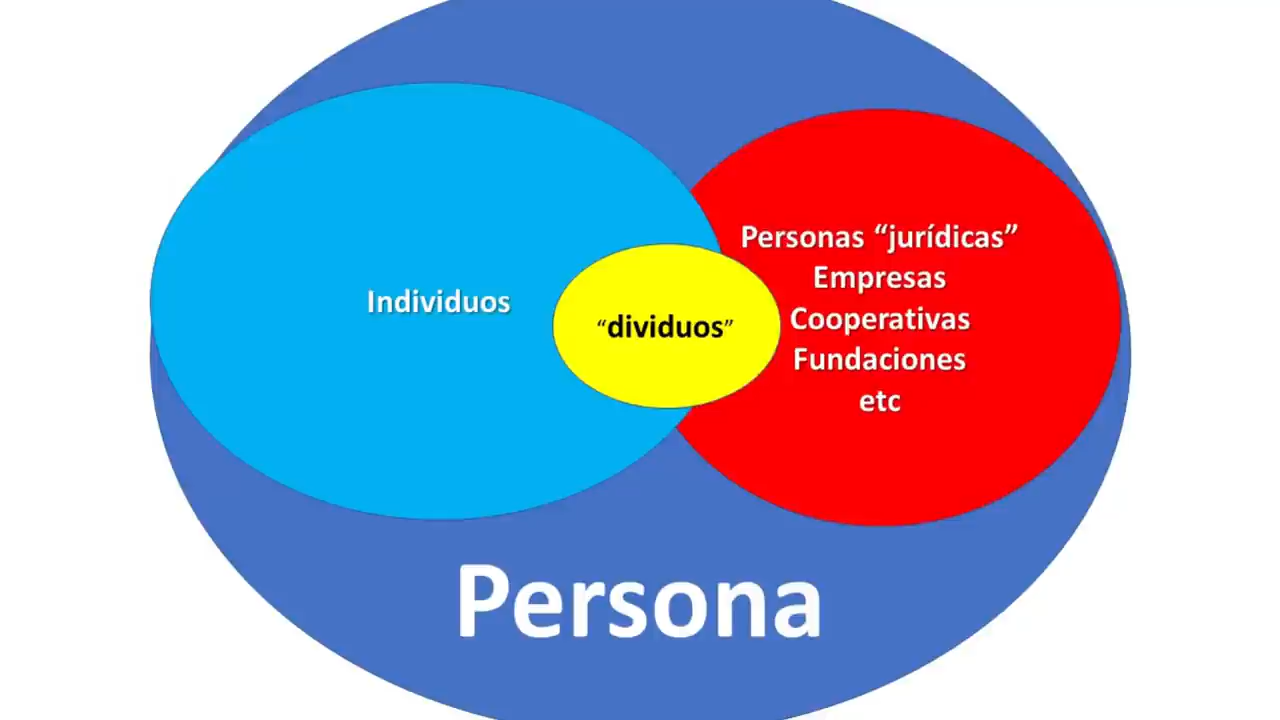 Individuos
“dividuos”
Personas “jurídicas”
Empresas
Cooperativas
Fundaciones
etc
Persona